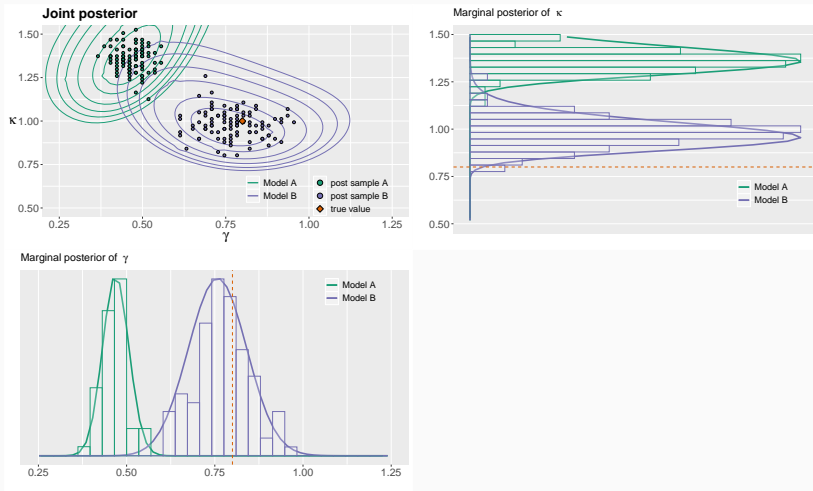 Joint posterior
1.50
1.25
κ 1.00
0.75
0.50
0.25 0.50 0.75 1.00 1.25
γ
Model A
Model B
post sample A
post sample B
true value
Marginal posterior of κ
1.50
1.25
1.00
0.75
0.50
Model A
Model B
Marginal posterior of γ
Model A
Model B
0.25 0.50 0.75 1.00 1.25